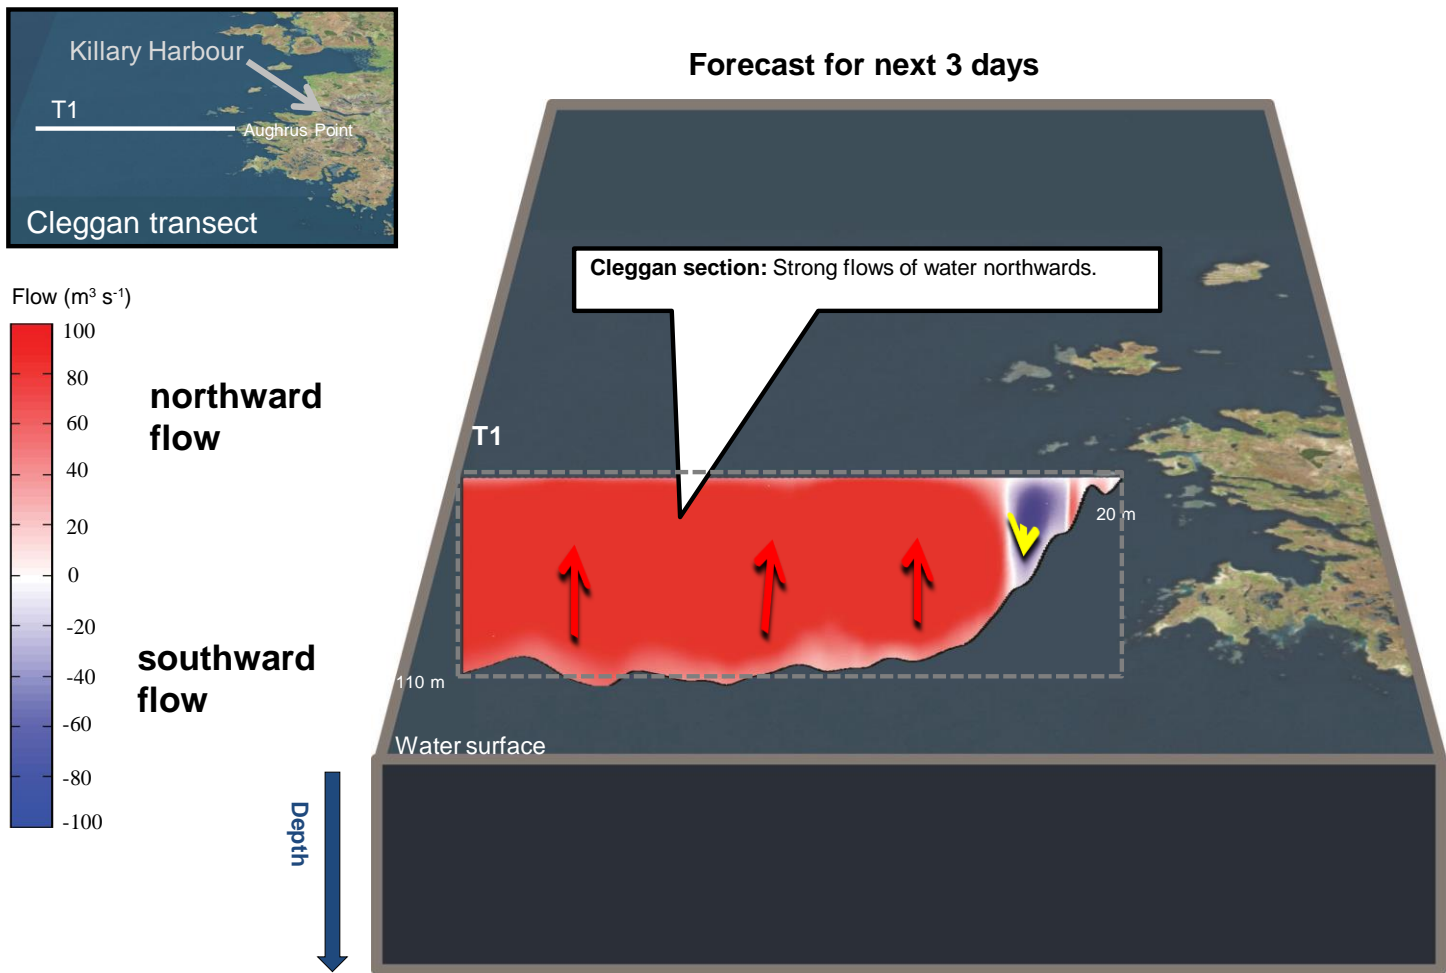 Killary Harbour
T1
Aughrus Point
Cleggan transect
Forecast for next 3 days
Flow (m³ s⁻¹)
100
80
60
40
20
0
-20
-40
-60
-80
-100
northward
flow
southward
flow
Cleggan section: Strong flows of water northwards.
T1
20 m
110 m
Water surface
Depth